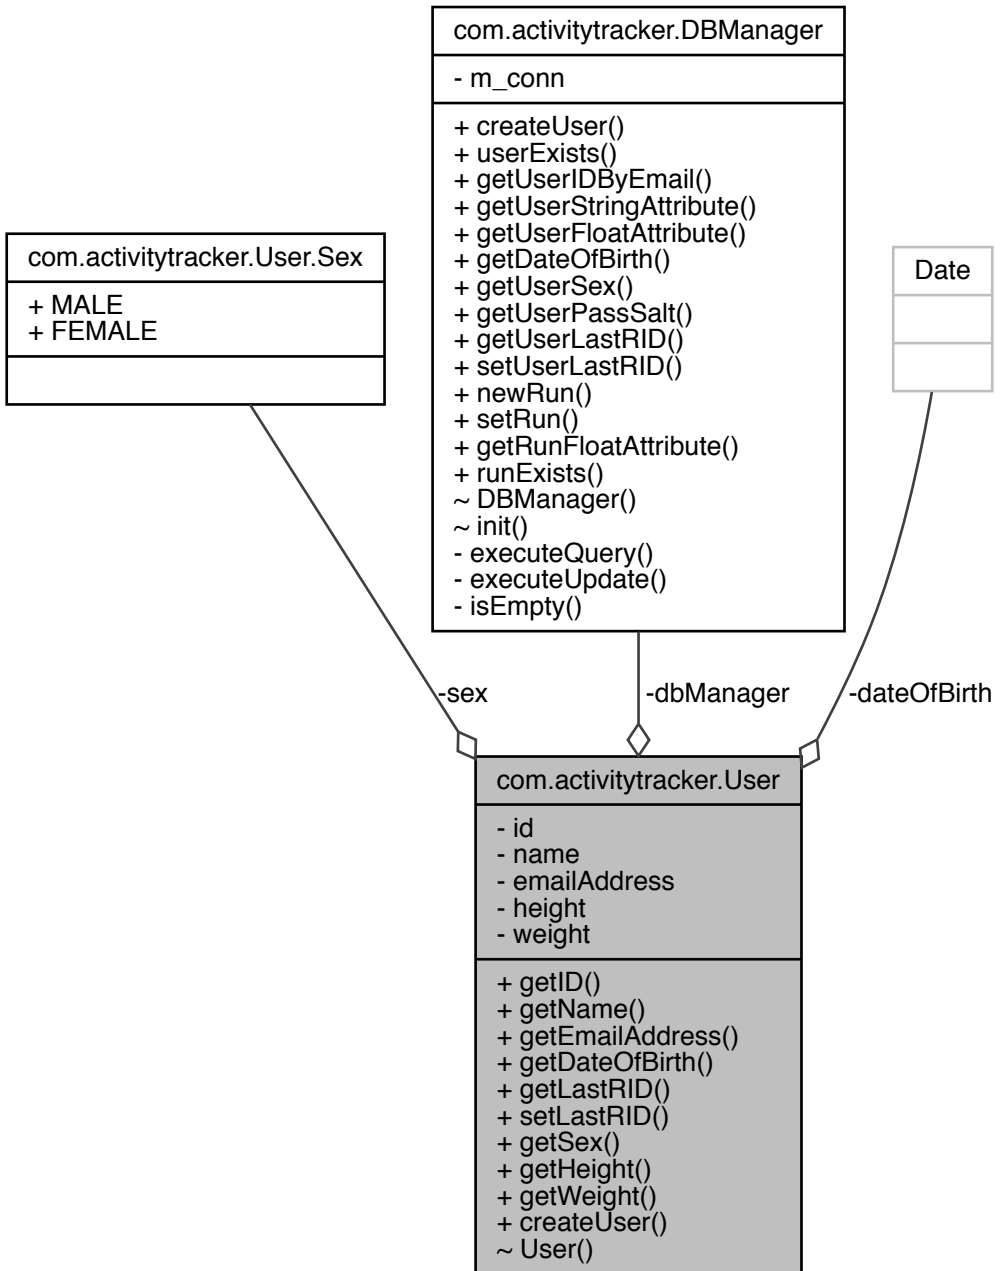 com.activitytracker.DBManager
- m_conn
+ createUser()
+ userExists()
+ getUserIDByEmail()
+ getUserStringAttribute()
+ getUserFloatAttribute()
+ getDateOfBirth()
+ getUserSex()
+ getUserPassSalt()
+ getUserLastRID()
+ setUserLastRID()
+ newRun()
+ setRun()
+ getRunFloatAttribute()
+ runExists()
~ DBManager()
~ init()
- executeQuery()
- executeUpdate()
- isEmpty()
com.activitytracker.User.Sex
+ MALE
+ FEMALE
Date
-sex
-dbManager
-dateOfBirth
com.activitytracker.User
- id
- name
- emailAddress
- height
- weight
+ getID()
+ getName()
+ getEmailAddress()
+ getDateOfBirth()
+ getLastRID()
+ setLastRID()
+ getSex()
+ getHeight()
+ getWeight()
+ createUser()
~ User()